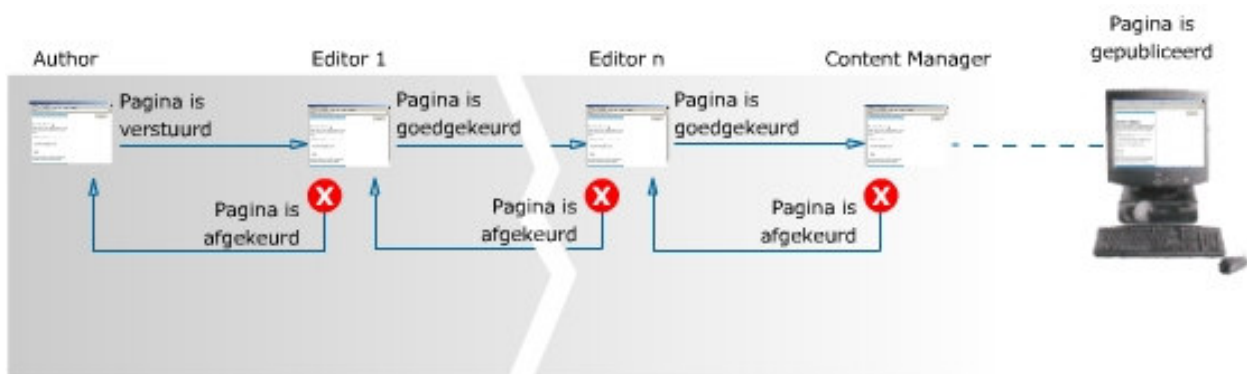 Author
Editor 1
Editor n
Content Manager
Pagina is
gepubliceerd
Pagina is
verstuurd
Pagina is
goedgekeurd
Pagina is
goedgekeurd
X
X
X
Pagina is
afgekeurd
Pagina is
afgekeurd
Pagina is
afgekeurd